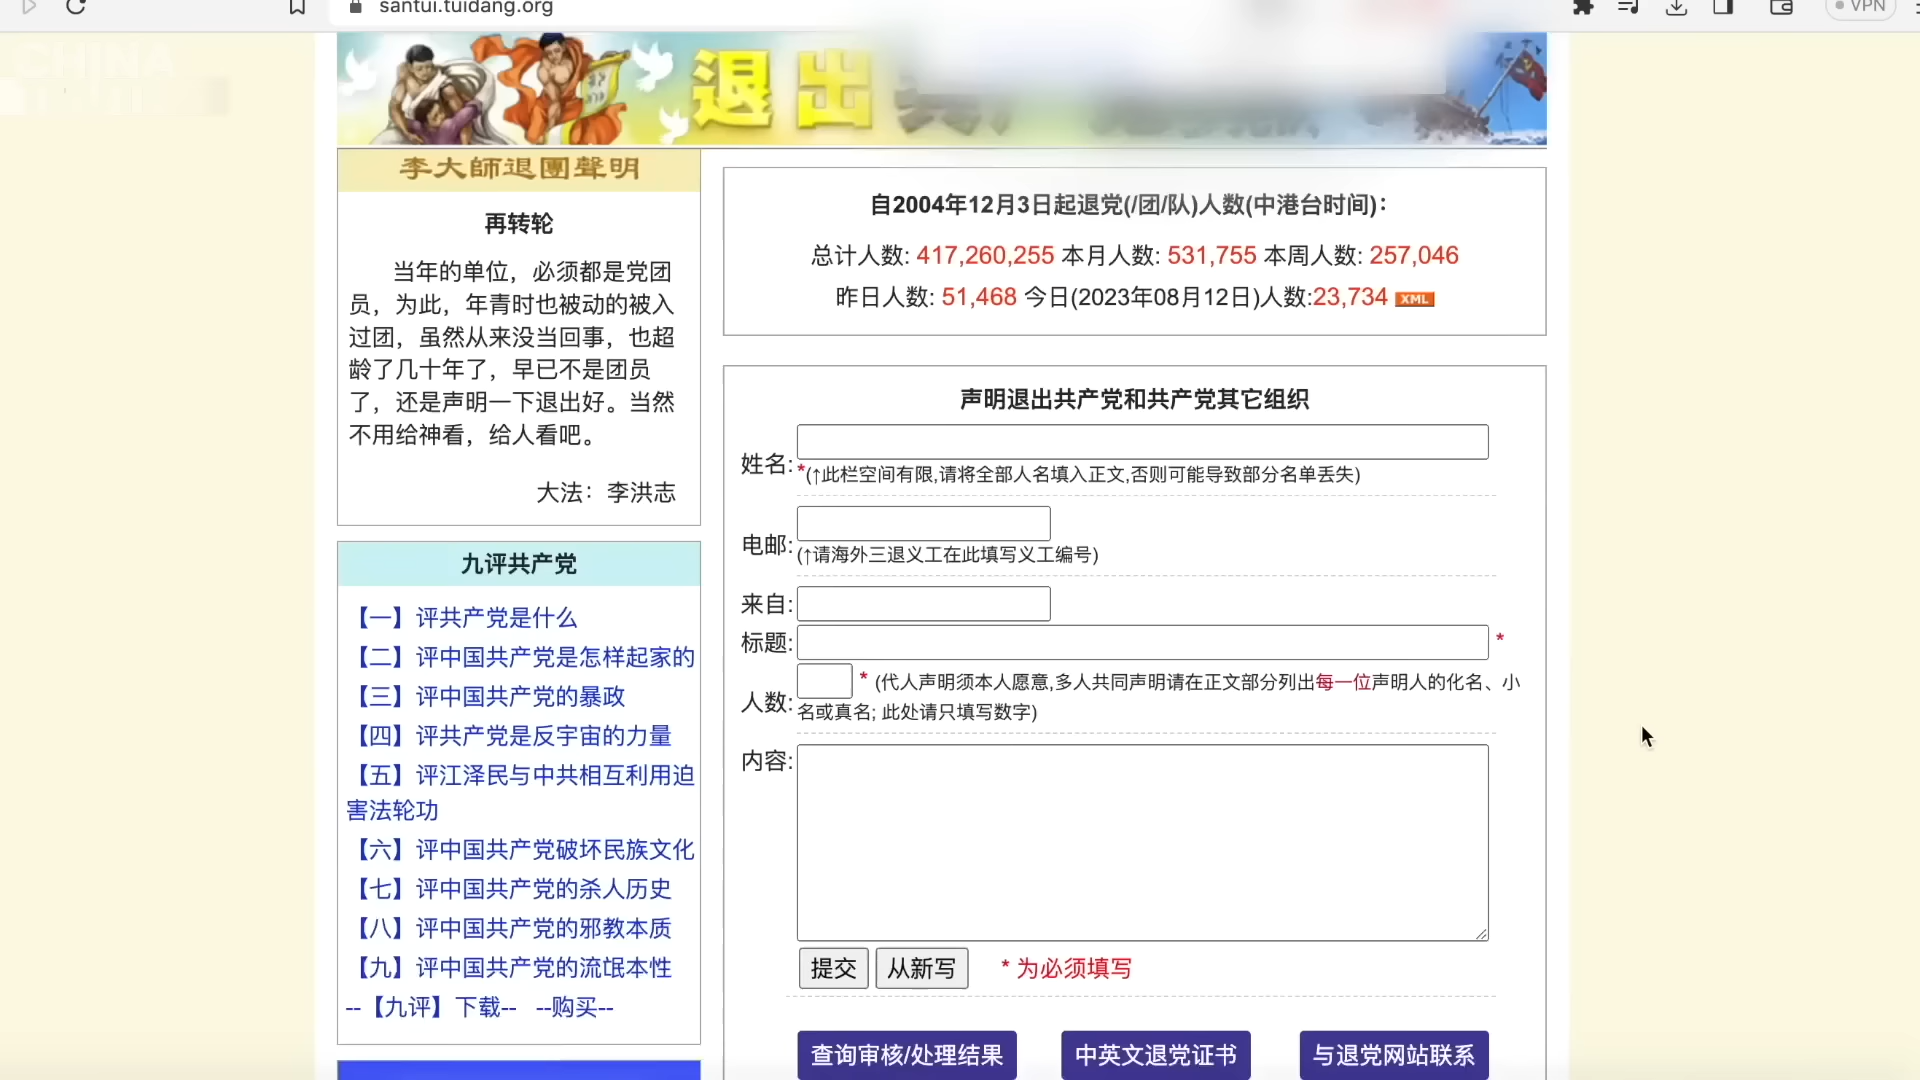 santui.tuidang.org
VPN
CHINA
退出
李大師退團聲明
再转轮
当年的单位，必须都是党团
员，为此，年青时也被动的被入
过团，虽然从来没当回事，也超
龄了几十年了，早已不是团员
了，还是声明一下退出好。当然
不用给神看，给人看吧。
大法：李洪志
九评共产党
【一】评共产党是什么
【二】评中国共产党是怎样起家的
【三】评中国共产党的暴政
【四】评共产党是反宇宙的力量
【五】评江泽民与中共相互利用迫
害法轮功
【六】评中国共产党破坏民族文化
【七】评中国共产党的杀人历史
【八】评中国共产党的邪教本质
【九】评中国共产党的流氓本性
--【九评】下载-- --购买--
自2004年12月3日起退党(/团/队)人数(中港台时间)：
总计人数: 417,260,255 本月人数: 531,755 本周人数: 257,046
昨日人数: 51,468 今日(2023年08月12日)人数:23,734 XML
声明退出共产党和共产党其它组织
姓名:
*(↑此栏空间有限,请将全部人名填入正文,否则可能导致部分名单丢失)
电邮:
(↑请海外三退义工在此填写义工编号)
来自:
标题: *
人数: * (代人声明须本人愿意,多人共同声明请在正文部分列出每一位声明人的化名、小
名或真名; 此处请只填写数字)
内容:
提交 从新写 * 为必须填写
查询审核/处理结果 中英文退党证书 与退党网站联系